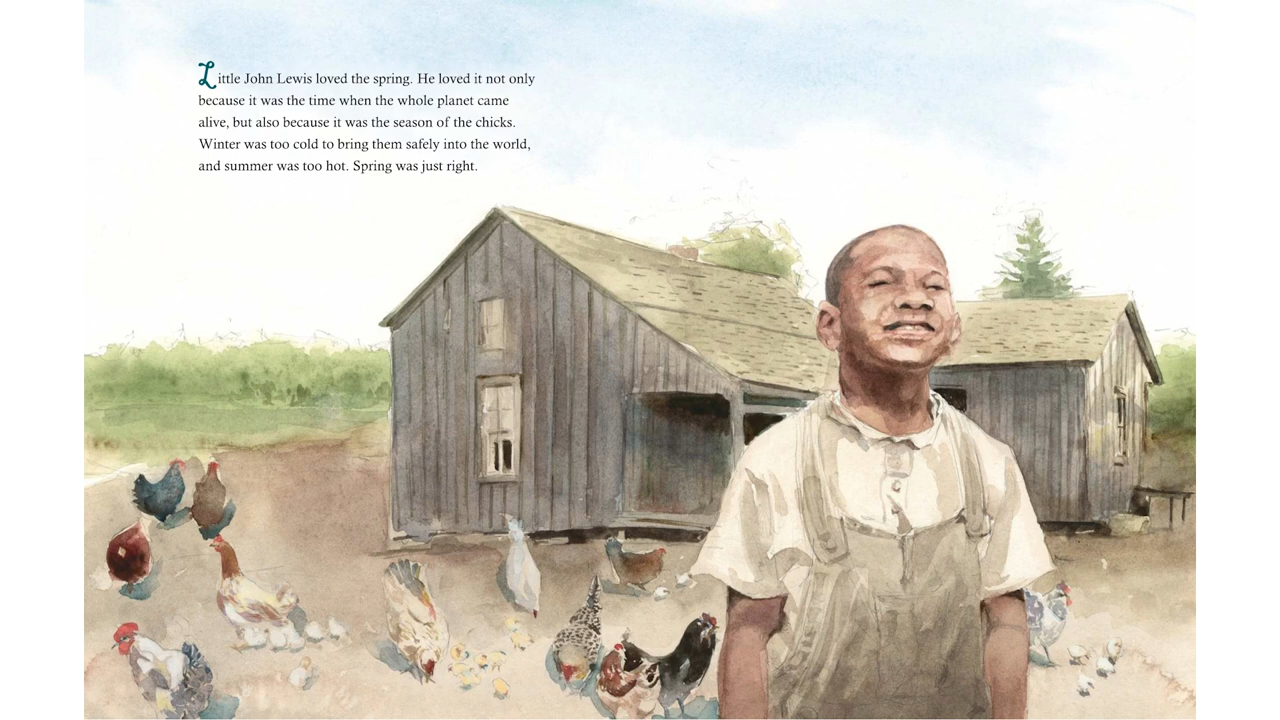 Little John Lewis loved the spring. He loved it not only
because it was the time when the whole planet came
alive, but also because it was the season of the chicks.
Winter was too cold to bring them safely into the world,
and summer was too hot. Spring was just right.